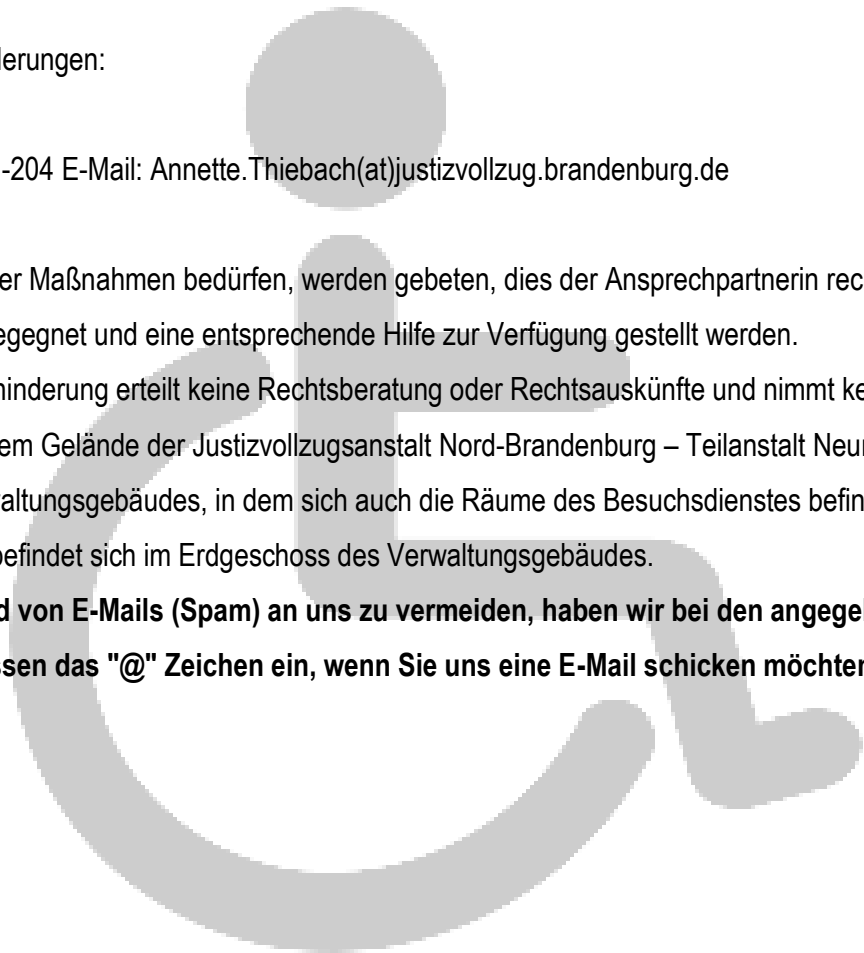 derungen:
-204 E-Mail: Annette.Thiebach(at)justizvollzug.brandenburg.de
er Maßnahmen bedürfen, werden gebeten, dies der Ansprechpartnerin rec
egegnet und eine entsprechende Hilfe zur Verfügung gestellt werden.
hinderung erteilt keine Rechtsberatung oder Rechtsauskünfte und nimmt ke
em Gelände der Justizvollzugsanstalt Nord-Brandenburg – Teilanstalt Neur
altungsgebäudes, in dem sich auch die Räume des Besuchsdienstes befin
befindet sich im Erdgeschoss des Verwaltungsgebäudes.
d von E-Mails (Spam) an uns zu vermeiden, haben wir bei den angege
ssen das "@" Zeichen ein, wenn Sie uns eine E-Mail schicken möchten